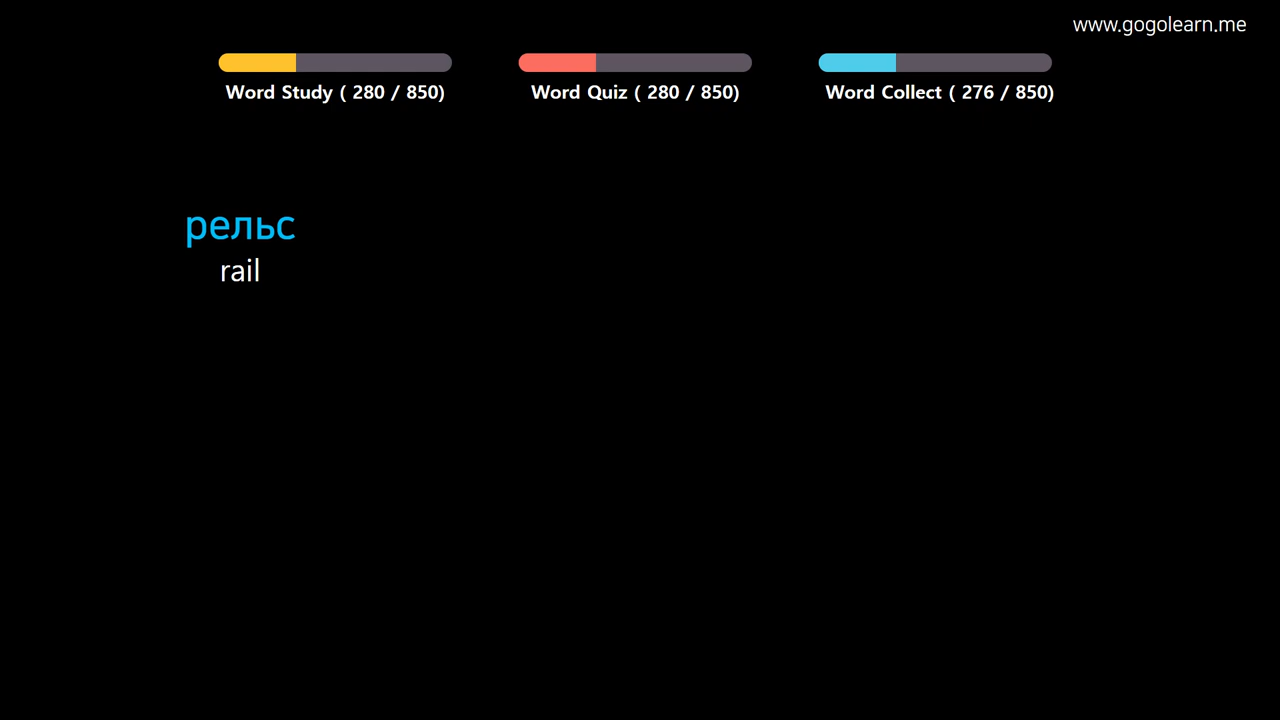 www.gogolearn.me
Word Study ( 280 / 850)
Word Quiz ( 280 / 850)
Word Collect ( 276 / 850)
рельс
rail